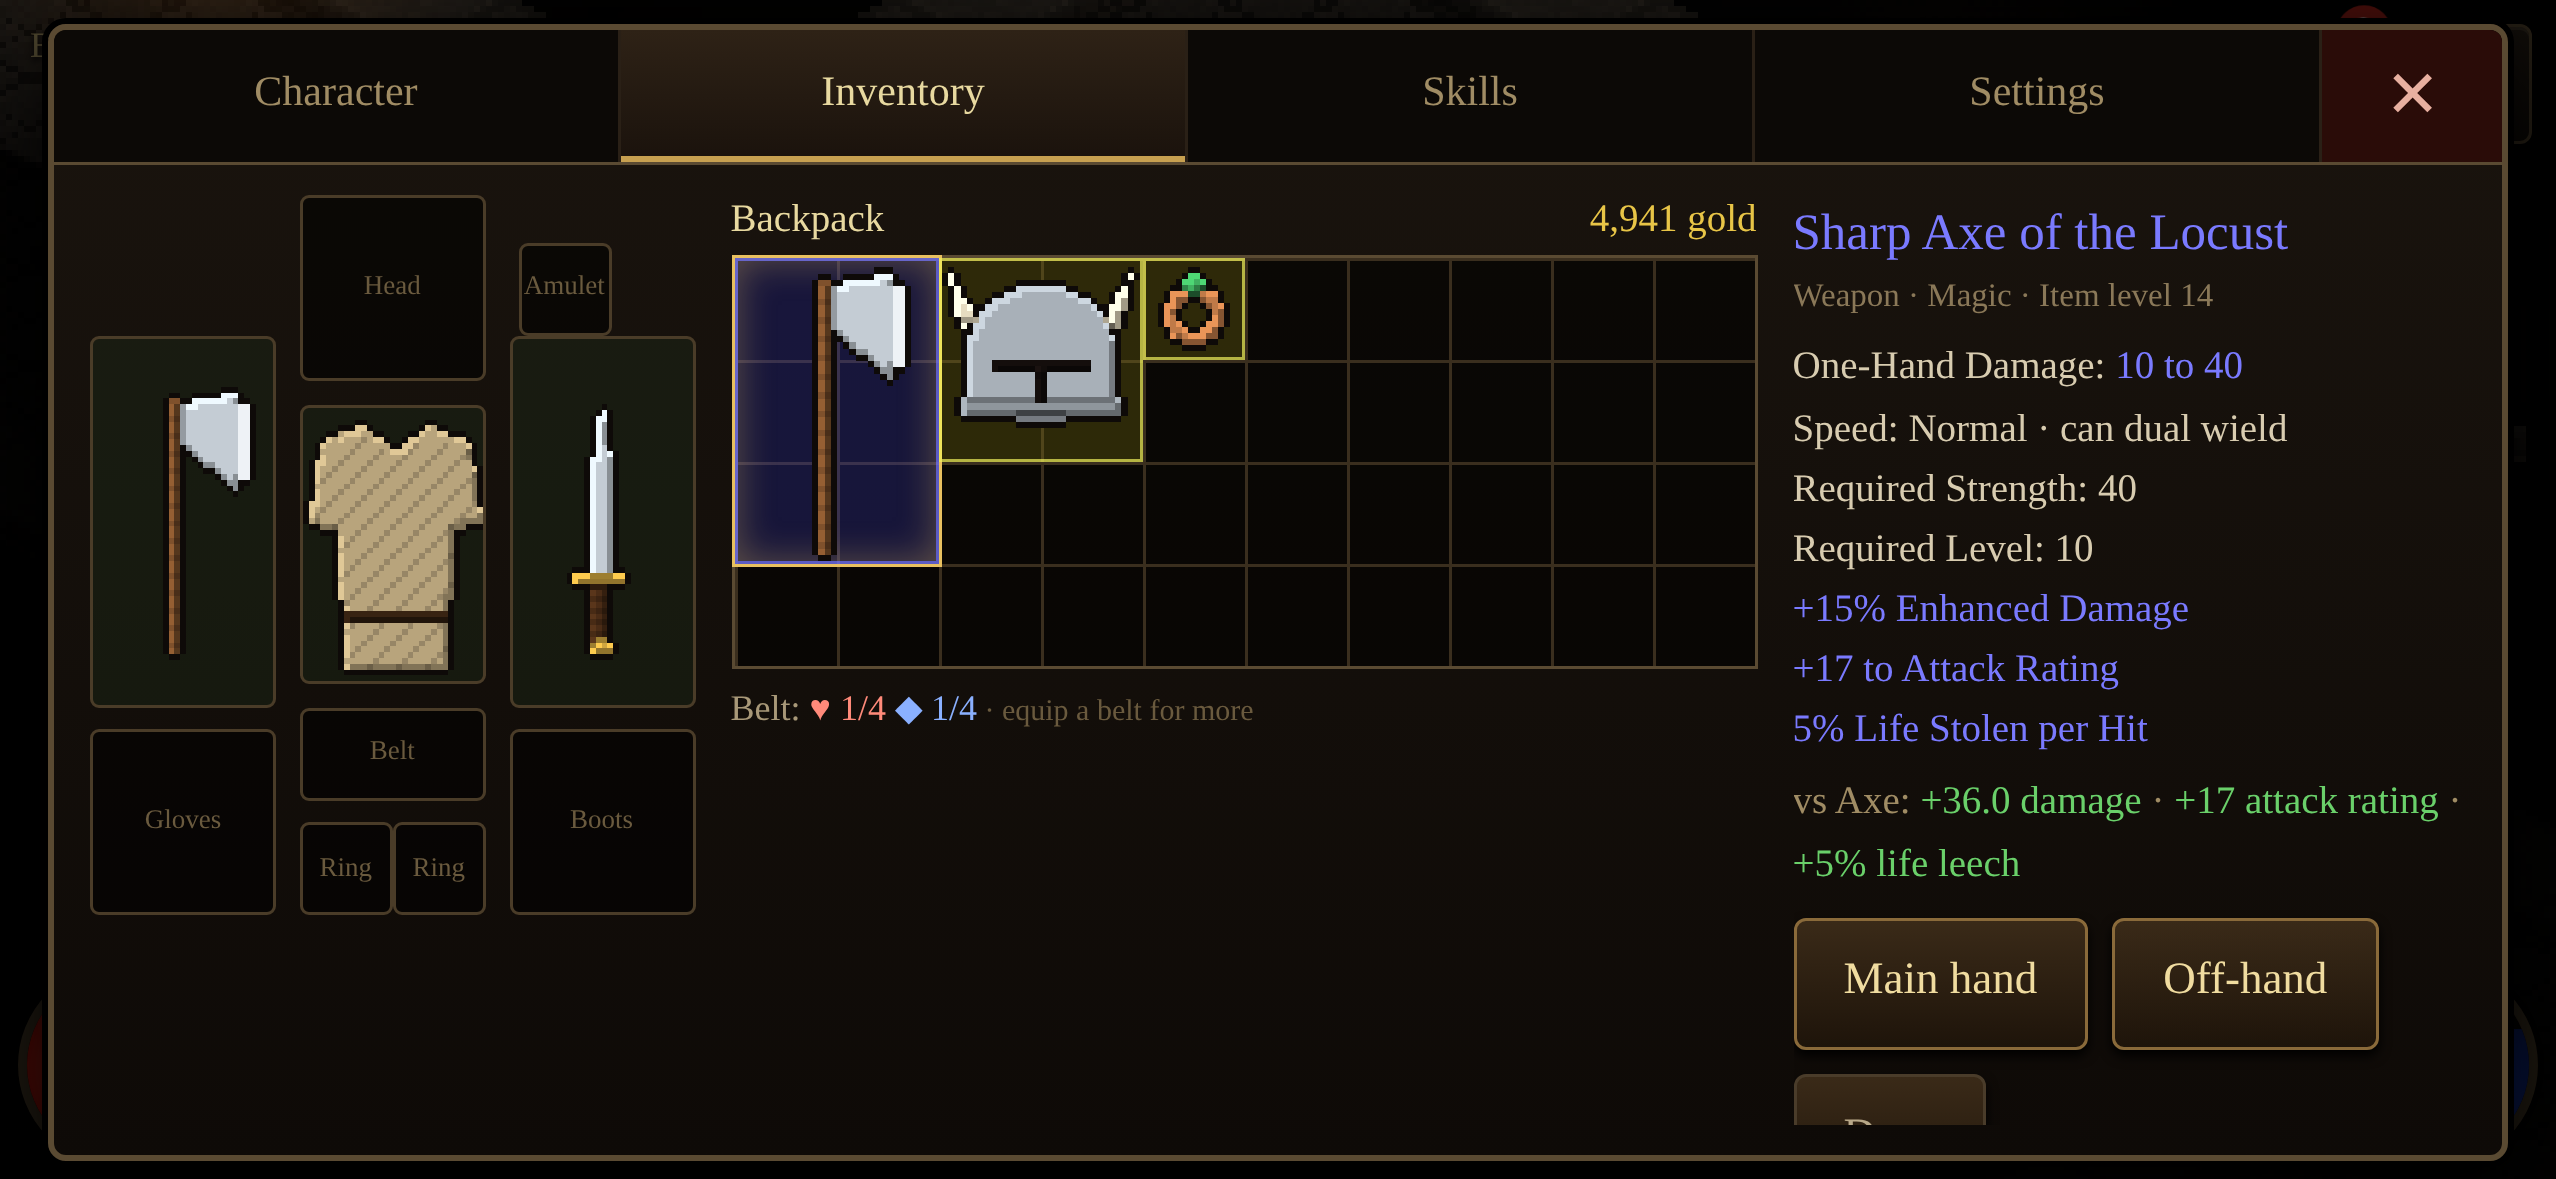 Character
Inventory
Skills
Settings
✕
Head
Amulet
Belt
Gloves
Boots
Ring
Ring
Backpack
4,941 gold
Belt: ♥ 1/4 ◆ 1/4 · equip a belt for more
Sharp Axe of the Locust
Weapon · Magic · Item level 14
One-Hand Damage: 10 to 40
Speed: Normal · can dual wield
Required Strength: 40
Required Level: 10
+15% Enhanced Damage
+17 to Attack Rating
5% Life Stolen per Hit
vs Axe: +36.0 damage · +17 attack rating ·
+5% life leech
Main hand
Off-hand